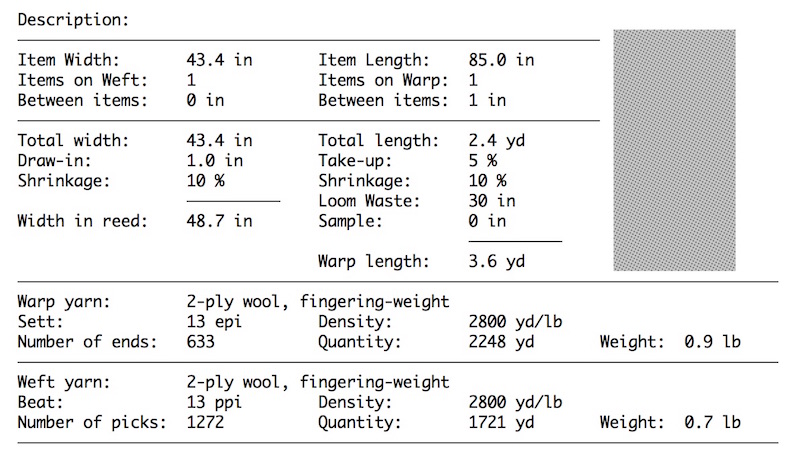 Description:
Item Width: 43.4 in Item Length: 85.0 in
Items on Weft: 1 Items on Warp: 1
Between items: 0 in Between items: 1 in
Total width: 43.4 in Total length: 2.4 yd
Draw-in: 1.0 in Take-up: 5 %
Shrinkage: 10 % Shrinkage: 10 %
Loom Waste: 30 in
Width in reed: 48.7 in Sample: 0 in
Warp length: 3.6 yd
Warp yarn: 2-ply wool, fingering-weight
Sett: 13 epi Density: 2800 yd/lb
Number of ends: 633 Quantity: 2248 yd Weight: 0.9 lb
Weft yarn: 2-ply wool, fingering-weight
Beat: 13 ppi Density: 2800 yd/lb
Number of picks: 1272 Quantity: 1721 yd Weight: 0.7 lb